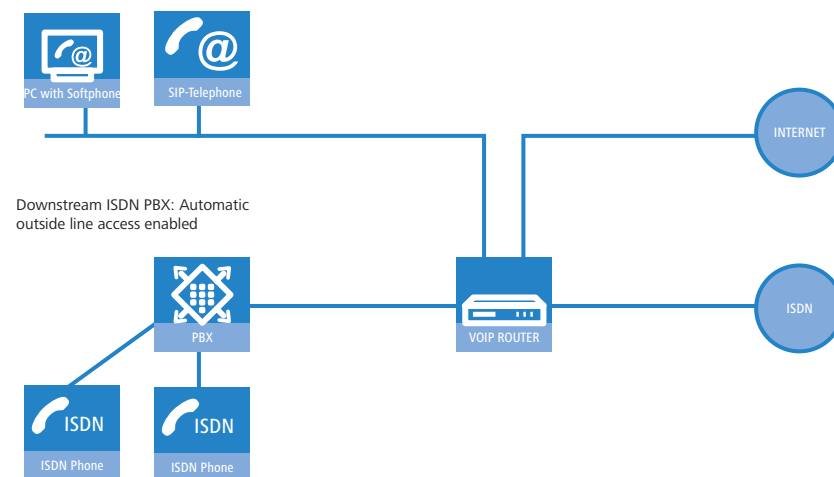 @
@
PC with Softphone
SIP-Telephone
INTERNET
Downstream ISDN PBX: Automatic
outside line access enabled
PBX
VOIP ROUTER
ISDN
ISDN
ISDN
ISDN Phone
ISDN Phone